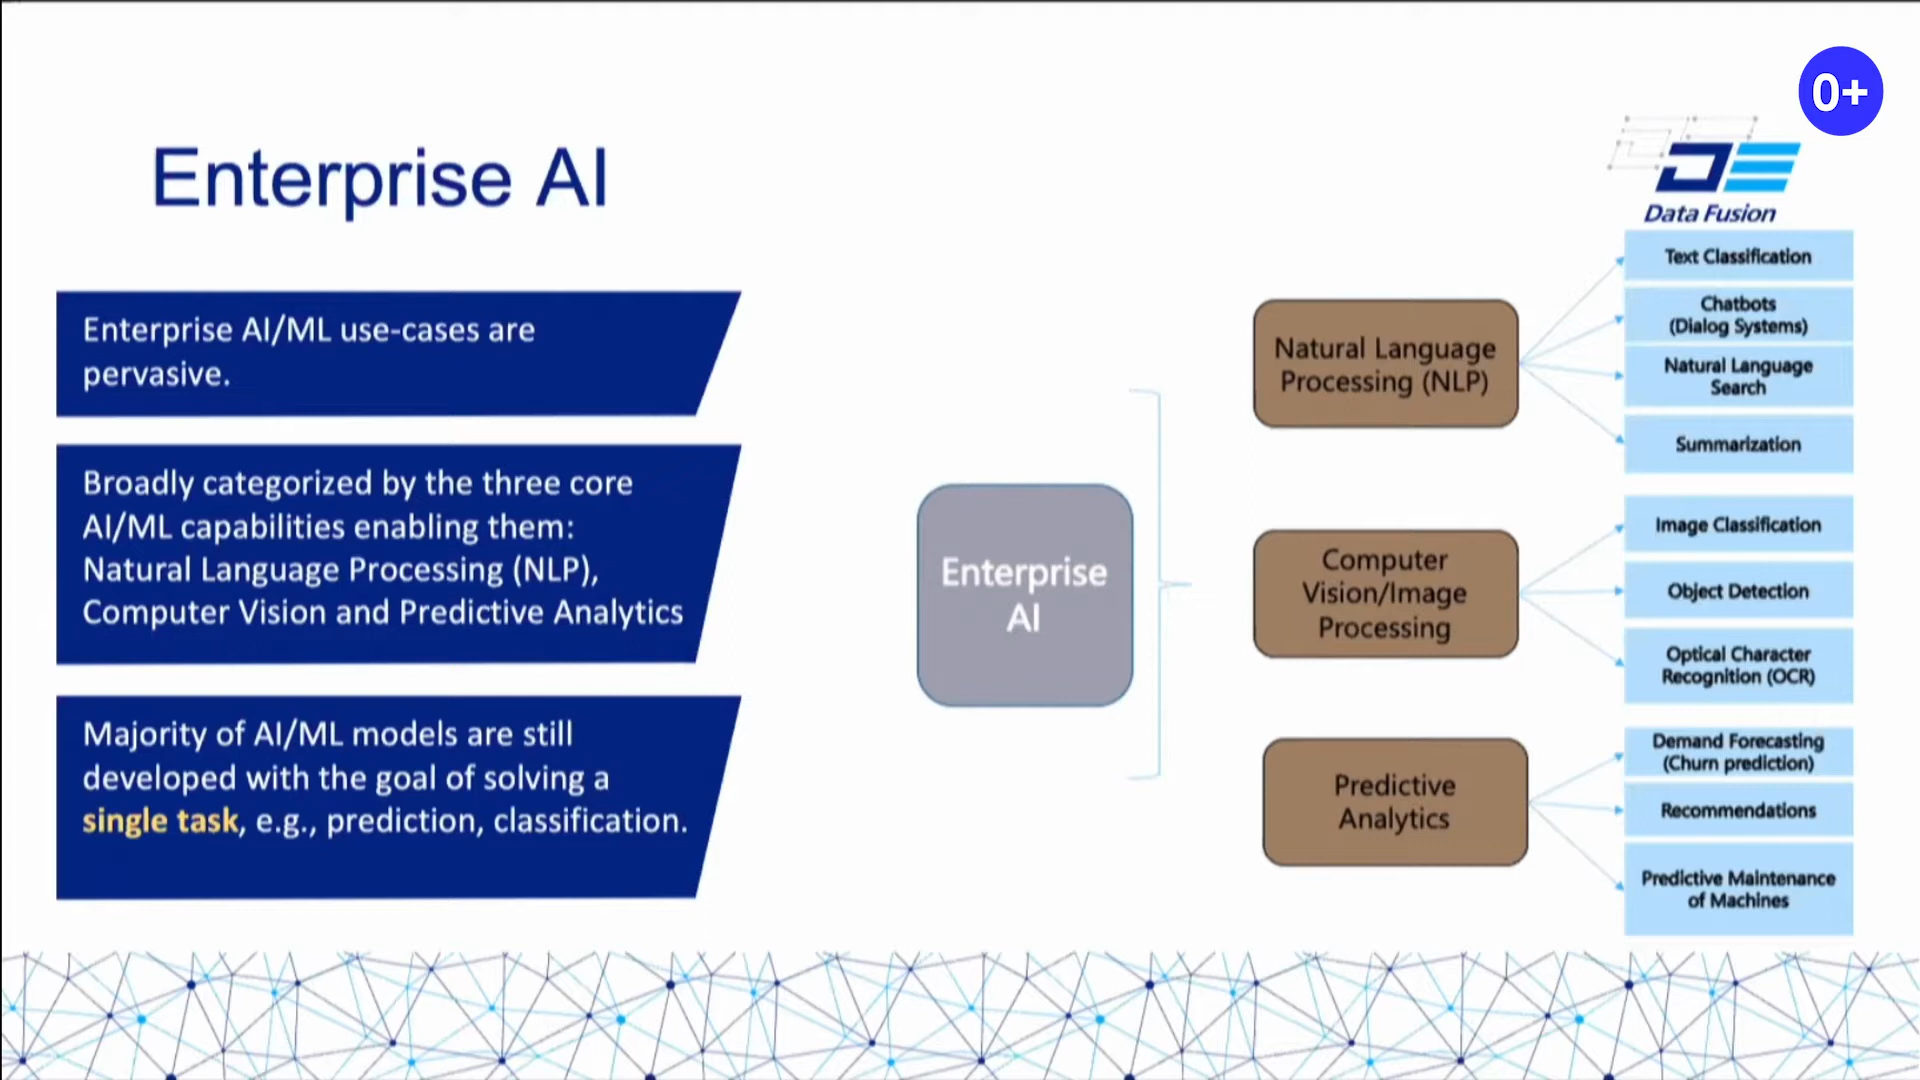 0+
Enterprise AI
Data Fusion
Enterprise AI/ML use-cases are
pervasive.
Broadly categorized by the three core
AI/ML capabilities enabling them:
Natural Language Processing (NLP),
Computer Vision and Predictive Analytics
Majority of AI/ML models are still
developed with the goal of solving a
single task, e.g., prediction, classification.
Enterprise
AI
Natural Language
Processing (NLP)
Text Classification
Chatbots
(Dialog Systems)
Natural Language
Search
Summarization
Computer
Vision/Image
Processing
Image Classification
Object Detection
Optical Character
Recognition (OCR)
Predictive
Analytics
Demand Forecasting
(Churn prediction)
Recommendations
Predictive Maintenance
of Machines